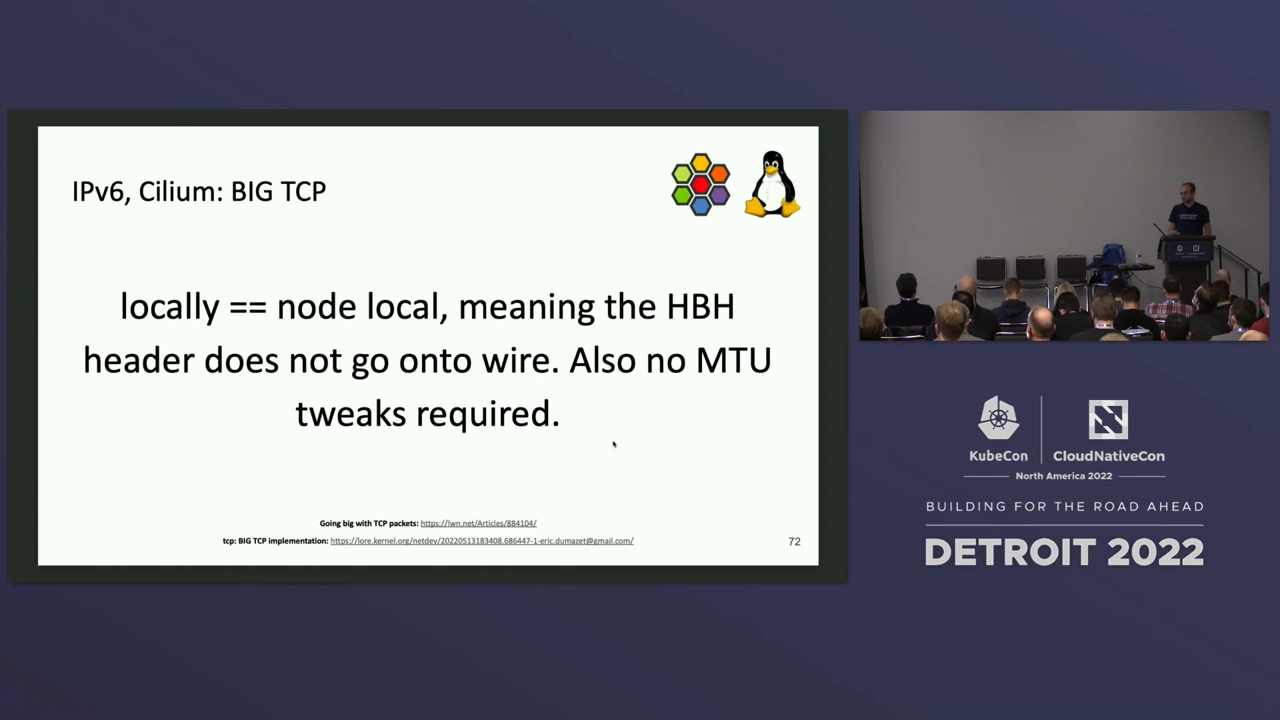 IPv6, Cilium: BIG TCP
locally == node local, meaning the HBH
header does not go onto wire. Also no MTU
tweaks required.
Going big with TCP packets: https://lwn.net/Articles/884104/
tcp: BIG TCP implementation: https://lore.kernel.org/netdev/20220513183408.686447-1-eric.dumazet@gmail.com/
72
KubeCon
CloudNativeCon
North America 2022
BUILDING FOR THE ROAD AHEAD
DETROIT 2022